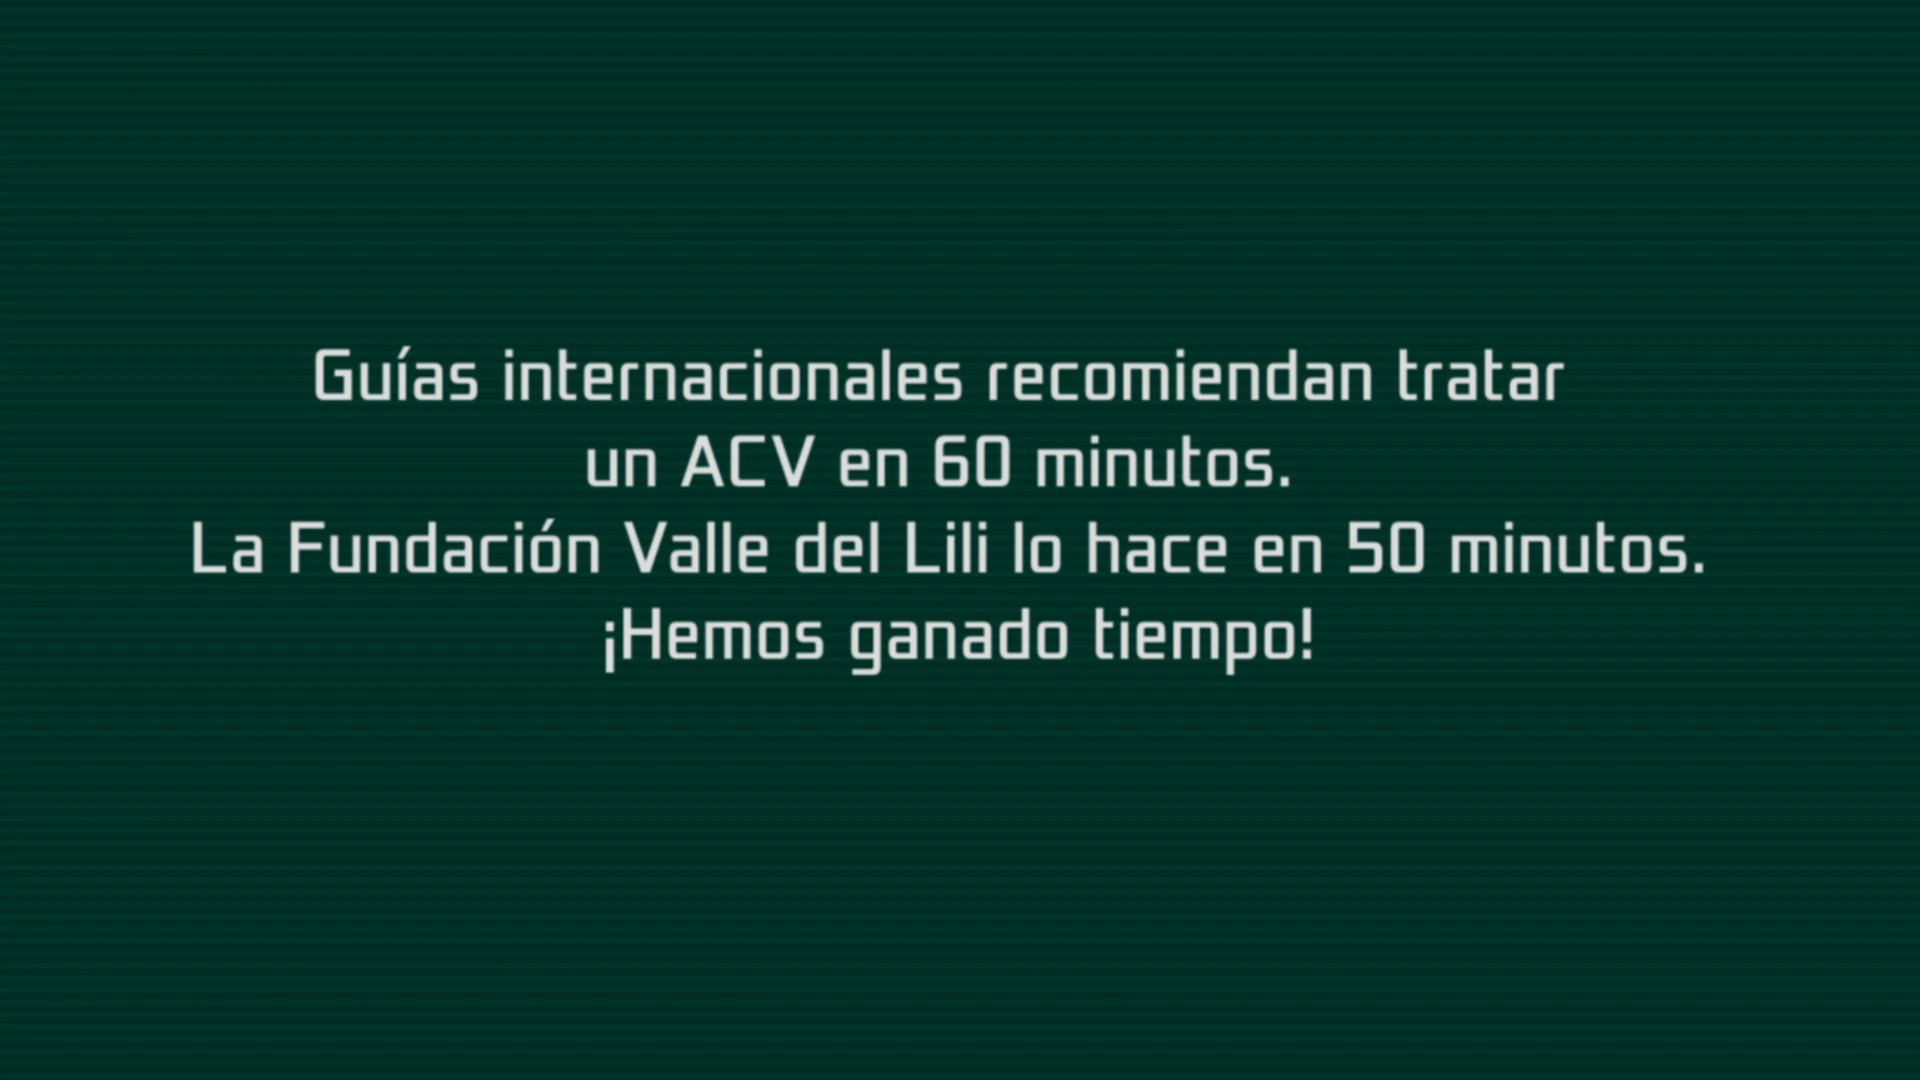 Guías internacionales recomiendan tratar
un ACV en 60 minutos.
La Fundación Valle del Lili lo hace en 50 minutos.
¡Hemos ganado tiempo!